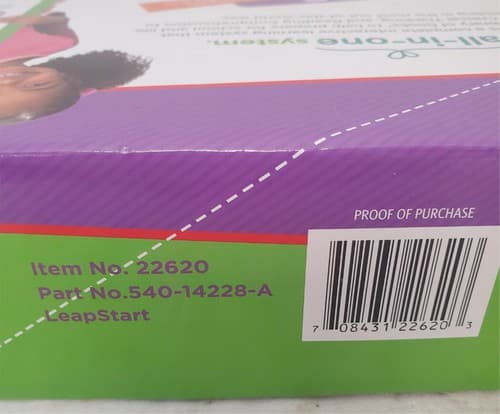 all-in-one system.
PROOF OF PURCHASE
Item No. 22620
Part No.540-14228-A
LeapStart
7 08431 22620 3